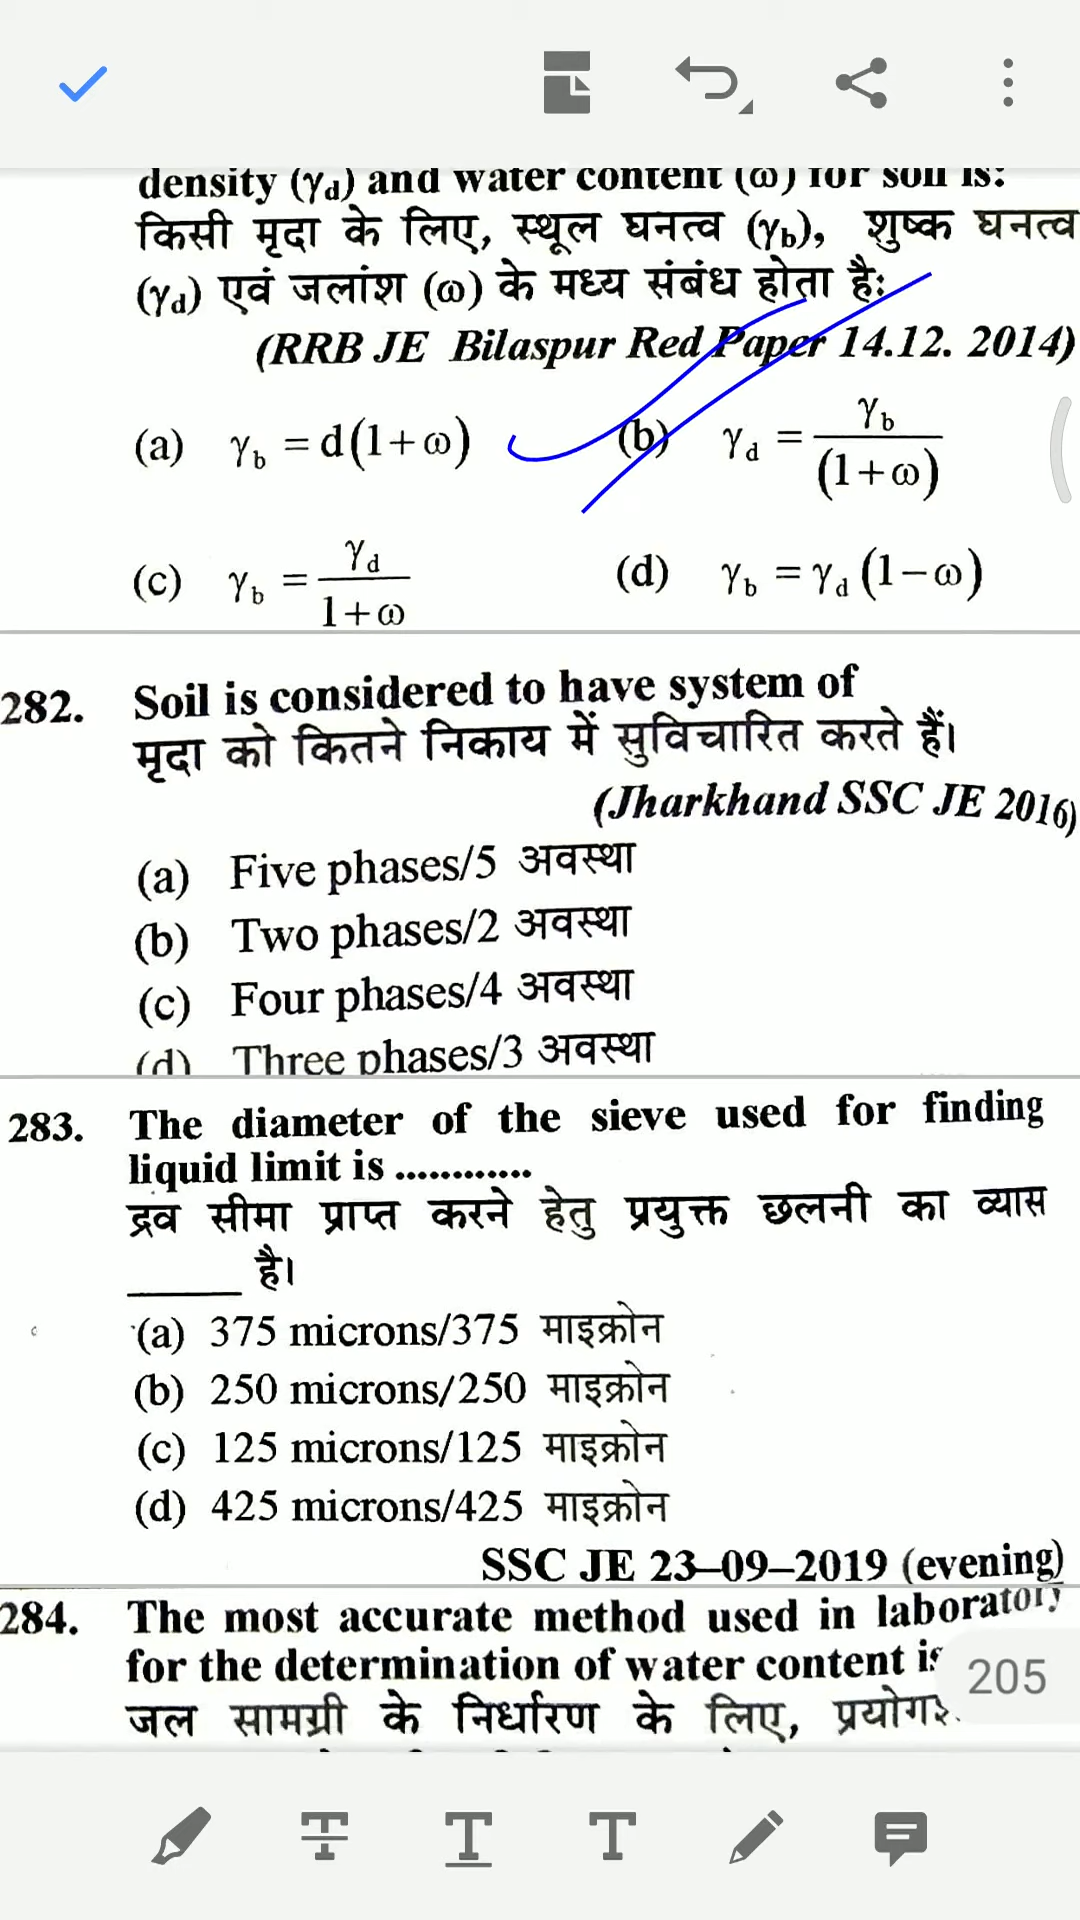 density (γd) and water content (ω) for soil is:
किसी मृदा के लिए, स्थूल घनत्व (γb), शुष्क घनत्व
(γd) एवं जलांश (ω) के मध्य संबंध होता है:
(RRB JE Bilaspur Red Paper 14.12. 2014)
(a) γb = d(1+ω) (b) γd = γb/(1+ω)
(c) γb = γd/1+ω (d) γb = γd (1−ω)
282. Soil is considered to have system of
मृदा को कितने निकाय में सुविचारित करते हैं।
(Jharkhand SSC JE 2016)
(a) Five phases/5 अवस्था
(b) Two phases/2 अवस्था
(c) Four phases/4 अवस्था
(d) Three phases/3 अवस्था
283. The diameter of the sieve used for finding
liquid limit is ............
द्रव सीमा प्राप्त करने हेतु प्रयुक्त छलनी का व्यास
_____ है।
(a) 375 microns/375 माइक्रोन
(b) 250 microns/250 माइक्रोन
(c) 125 microns/125 माइक्रोन
(d) 425 microns/425 माइक्रोन
SSC JE 23–09–2019 (evening)
284. The most accurate method used in laboratory
for the determination of water content is
205
जल सामग्री के निर्धारण के लिए,